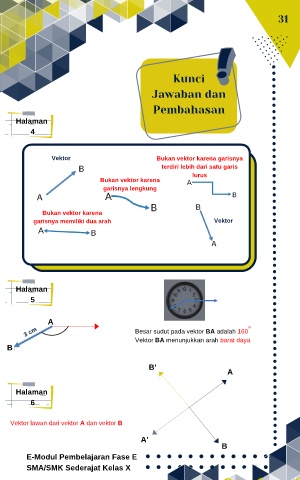 31
Kunci
Jawaban dan
Pembahasan
Halaman
4
Vektor
Bukan vektor karena garisnya
terdiri lebih dari satu garis
lurus
B
A
Bukan vektor karena
garisnya lengkung
A
B
A
B
Bukan vektor karena
garisnya memiliki dua arah
A
B
B
Vektor
A
Halaman
5
A
3 cm
B
Besar sudut pada vektor BA adalah 160°
Vektor BA menunjukkan arah barat daya
Halaman
6
Vektor lawan dari vektor A dan vektor B
B'
A
A'
B
E-Modul Pembelajaran Fase E
SMA/SMK Sederajat Kelas X